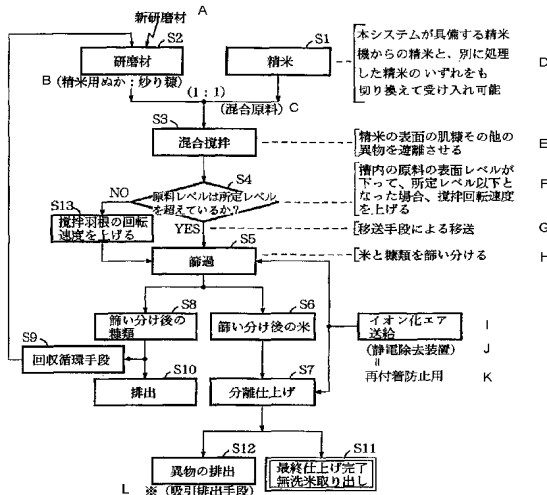 新研磨材 A
S2
研磨材
B (精米用ぬか:紗り糠)
S1
精米
本システムが具備する精米
機からの精米と、別に処理
した精米のいずれをも
切り換えて受け入れ可能
D
(1:1)
(混合原料) C
S3
混合撹拌
精米の表面の肌糠その他の
異物を遊離させる
E
S4
原料レベルは所定レベル
を超えているか?
槽内の原料の表面レベルが
下って、所定レベル以下と
なった場合、撹拌回転速度
を上げる
F
NO
S13
撹拌羽根の回転
速度を上げる
YES
移送手段による移送
G
S5
篩過
米と糠類を篩い分ける
H
S8
篩い分け後の
糠類
S6
篩い分け後の米
イオン化エア
送給
I
(静電除去装置) J
=
再付着防止用 K
S9
回収循環手段
S10
排出
S7
分離仕上げ
S12
異物の排出
S11
最終仕上げ完了
無洗米取り出し
L ※(吸引排出手段)